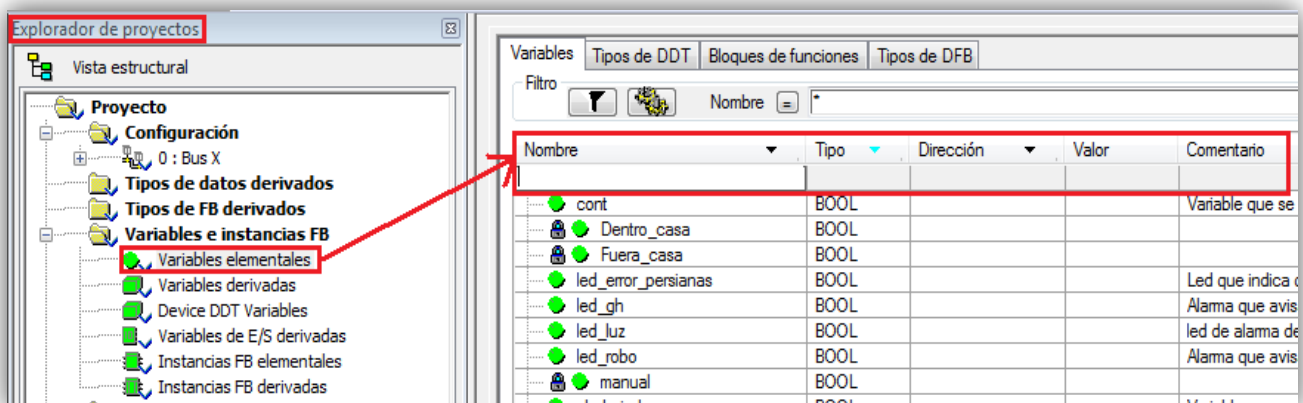 Explorador de proyectos
Vista estructural
Proyecto
Configuración
0 : Bus X
Tipos de datos derivados
Tipos de FB derivados
Variables e instancias FB
Variables elementales
Variables derivadas
Device DDT Variables
Variables de E/S derivadas
Instancias FB elementales
Instancias FB derivadas
Variables Tipos de DDT Bloques de funciones Tipos de DFB
Filtro
Nombre = *
Nombre Tipo Dirección Valor Comentario
cont BOOL Variable que se
Dentro_casa BOOL
Fuera_casa BOOL
led_error_persianas BOOL Led que indica
led_gh BOOL Alarma que avis
led_luz BOOL led de alarma de
led_robo BOOL Alarma que avis
manual BOOL